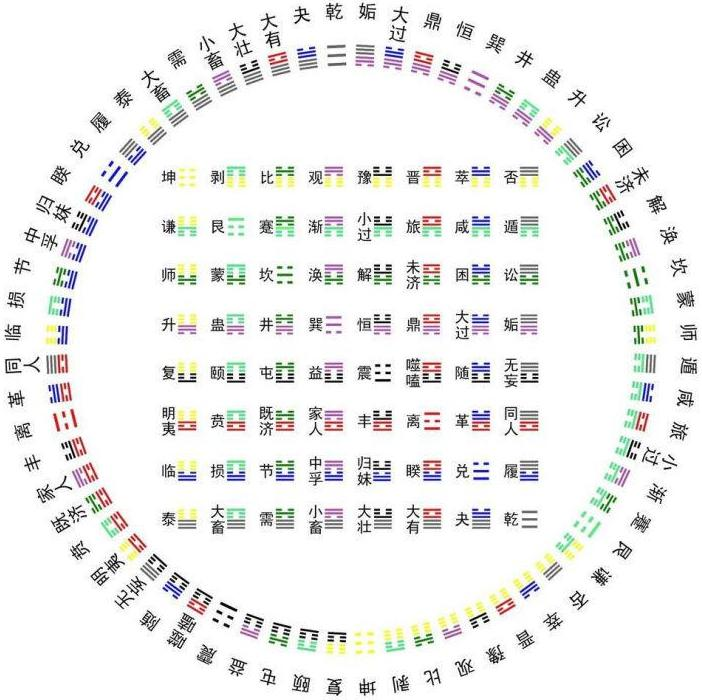 乾 姤 大过 鼎 恒 巽 井 蛊 升 讼 困 未济 解 涣 坎 蒙 师 遁 咸 旅 小过 渐 蹇 艮 谦 否 萃 晋 豫 观 比 剥 坤 复 颐 屯 益 震 噬嗑 随 无妄 明夷 贲 既济 家人 丰 离 革 同人 临 损 节 中孚 归妹 睽 兑 履 泰 大畜 需 小畜 大壮 大有 夬
坤 剥 比 观 豫 晋 萃 否
谦 艮 蹇 渐 小过 旅 咸 遁
师 蒙 坎 涣 解 未济 困 讼
升 蛊 井 巽 恒 鼎 大过 姤
复 颐 屯 益 震 噬嗑 随 无妄
明夷 贲 既济 家人 丰 离 革 同人
临 损 节 中孚 归妹 睽 兑 履
泰 大畜 需 小畜 大壮 大有 夬 乾